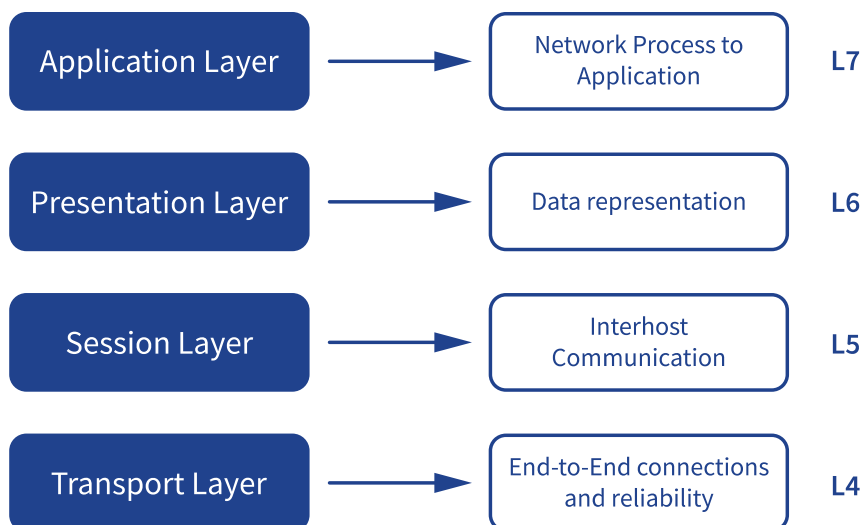 Application Layer
Network Process to
Application
L7
Presentation Layer
Data representation
L6
Session Layer
Interhost
Communication
L5
Transport Layer
End-to-End connections
and reliability
L4